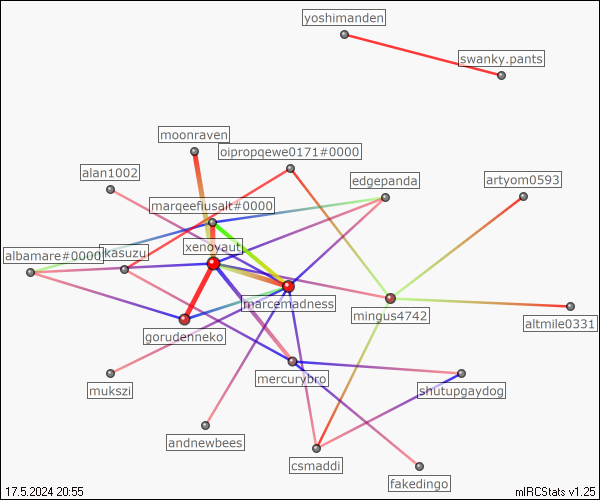 yoshimanden
swanky.pants
moonraven
oipropqewe0171#0000
alan1002
edgepanda
artyom0593
marqeefiusalt#0000
xenovaut
albamare#0000
kasuzu
marcemadness
mingus4742
altmile0331
gorudenneko
mercurybro
mukszi
shutupgaydog
andnewbees
csmaddi
fakedingo
17.5.2024 20:55
mIRCStats v1.25